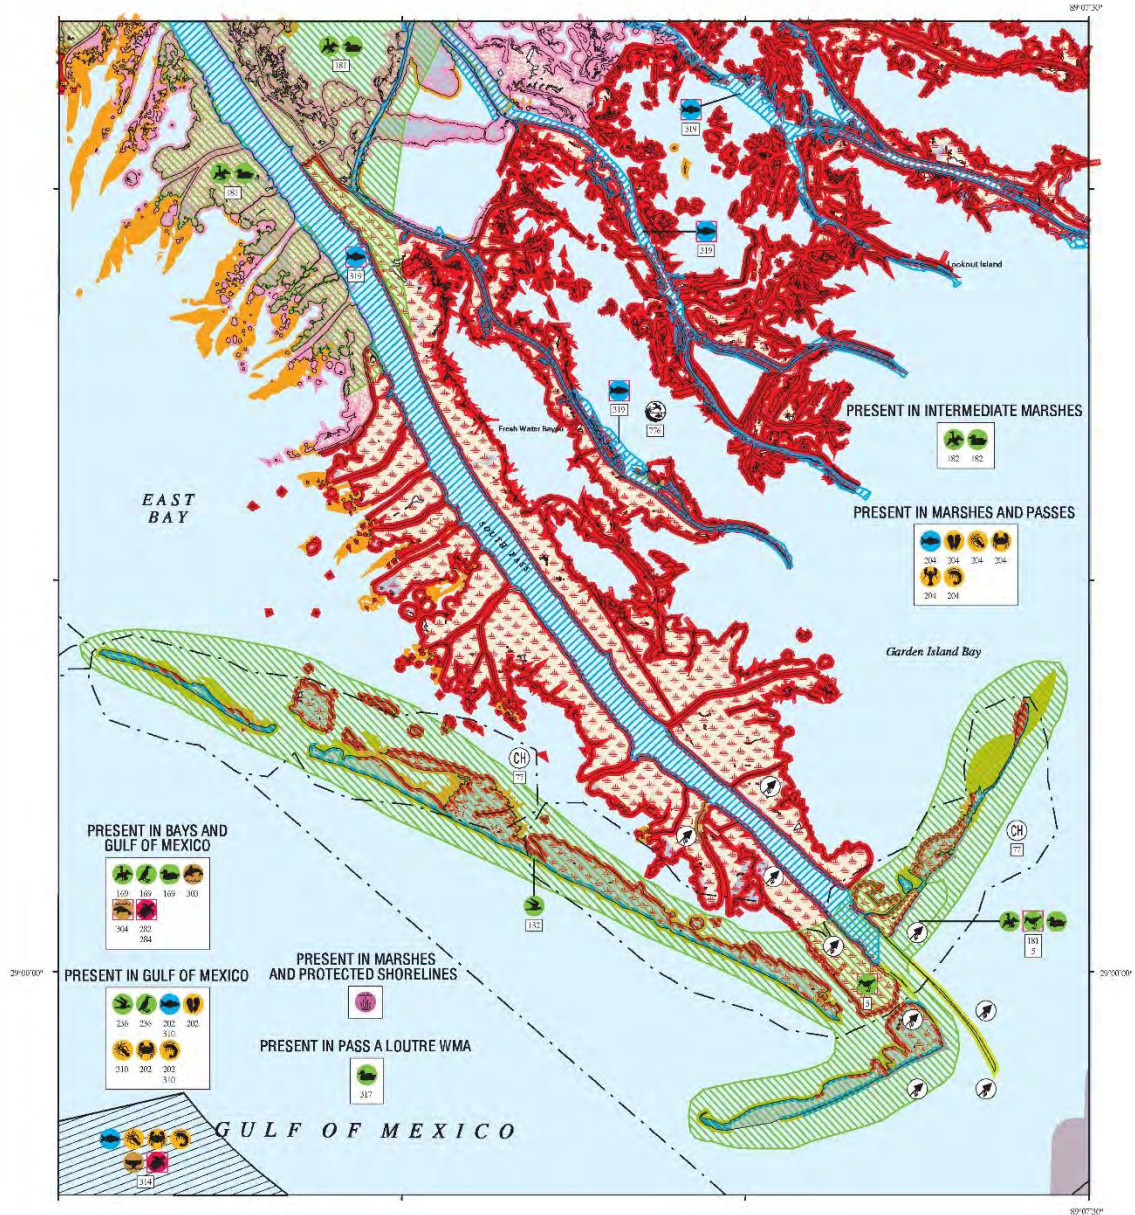 89°07'30"
181
319
181
319
Lookout Island
319
319
776
Fresh Water Bayou
PRESENT IN INTERMEDIATE MARSHES
182 182
EAST
BAY
PRESENT IN MARSHES AND PASSES
204 204 204 204
204 204
SOUTH PASS
Garden Island Bay
CH
77
CH
77
PRESENT IN BAYS AND
GULF OF MEXICO
169 169 169 303
304 282
284
132
181
5
29°00'00"
29°00'00"
PRESENT IN MARSHES
AND PROTECTED SHORELINES
PRESENT IN GULF OF MEXICO
236 236 202 202
310
310 202 202
310
5
PRESENT IN PASS A LOUTRE WMA
317
GULF OF MEXICO
314
89°07'30"